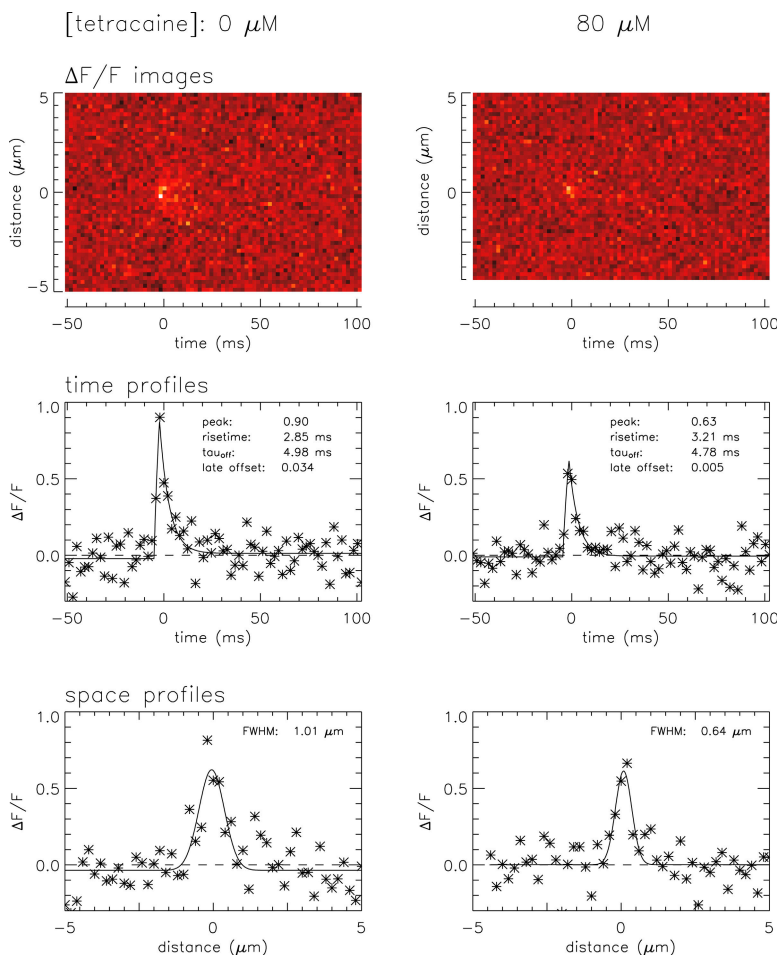 [tetracaine]: 0 μM 80 μM
ΔF/F images
5
0
−5
distance (μm)
−50 0 50 100
time (ms)
5
0
distance (μm)
−50 0 50 100
time (ms)
time profiles
1.0
0.5
0.0
ΔF/F
peak: 0.90
risetime: 2.85 ms
tauoff: 4.98 ms
late offset: 0.034
−50 0 50 100
time (ms)
1.0
0.5
0.0
ΔF/F
peak: 0.63
risetime: 3.21 ms
tauoff: 4.78 ms
late offset: 0.005
−50 0 50 100
time (ms)
space profiles
1.0
0.5
0.0
ΔF/F
FWHM: 1.01 μm
−5 0 5
distance (μm)
1.0
0.5
0.0
ΔF/F
FWHM: 0.64 μm
−5 0 5
distance (μm)